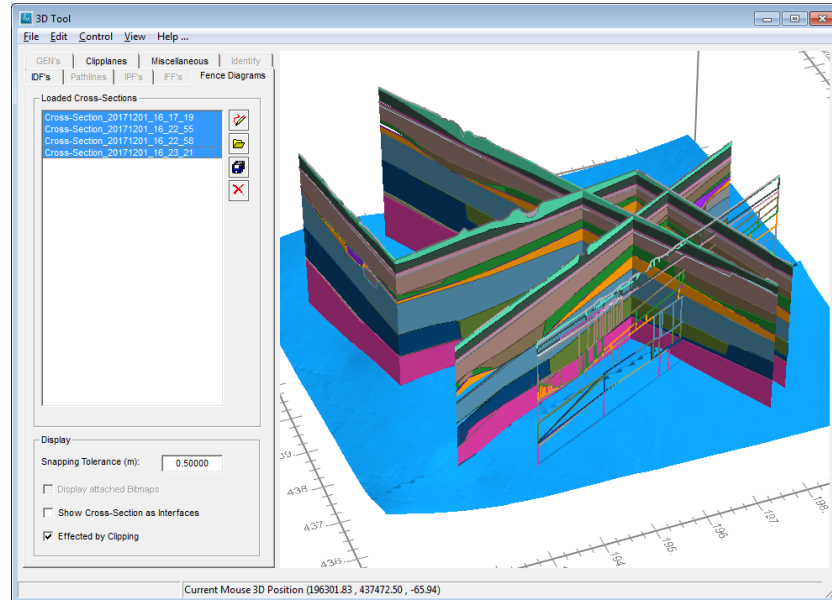 3D Tool
File Edit Control View Help ...
GEN's Clipplanes Miscellaneous Identify
IDF's Pathlines IPF's IFF's Fence Diagrams
Loaded Cross-Sections
Cross-Section_20171201_16_17_19
Cross-Section_20171201_16_22_55
Cross-Section_20171201_16_22_58
Cross-Section_20171201_16_23_21
Display
Snapping Tolerance (m): 0.50000
Display attached Bitmaps
Show Cross-Section as Interfaces
Effected by Clipping
438.
437.
436.
194.
195.
196.
197.
198.
Current Mouse 3D Position (196301.83 , 437472.50 , -65.94)